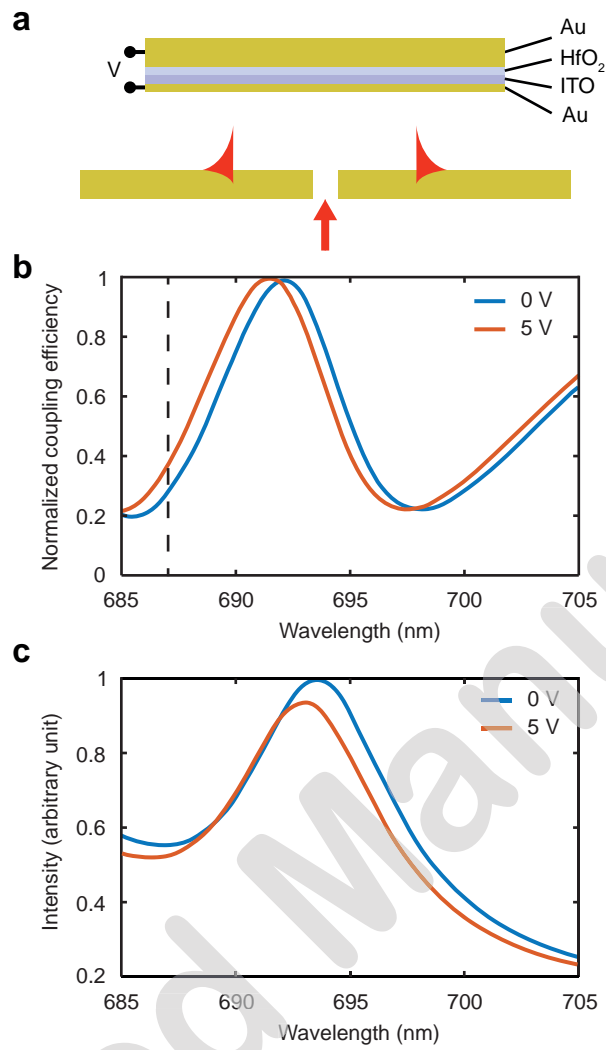 a
Au
HfO₂
V
ITO
Au
b
1
0 V
0.8
5 V
Normalized coupling efficiency
0.6
0.4
0.2
0
685 690 695 700 705
Wavelength (nm)
c
1
0 V
5 V
0.8
Intensity (arbitrary unit)
0.6
0.4
0.2
685 690 695 700 705
Wavelength (nm)
d Manu